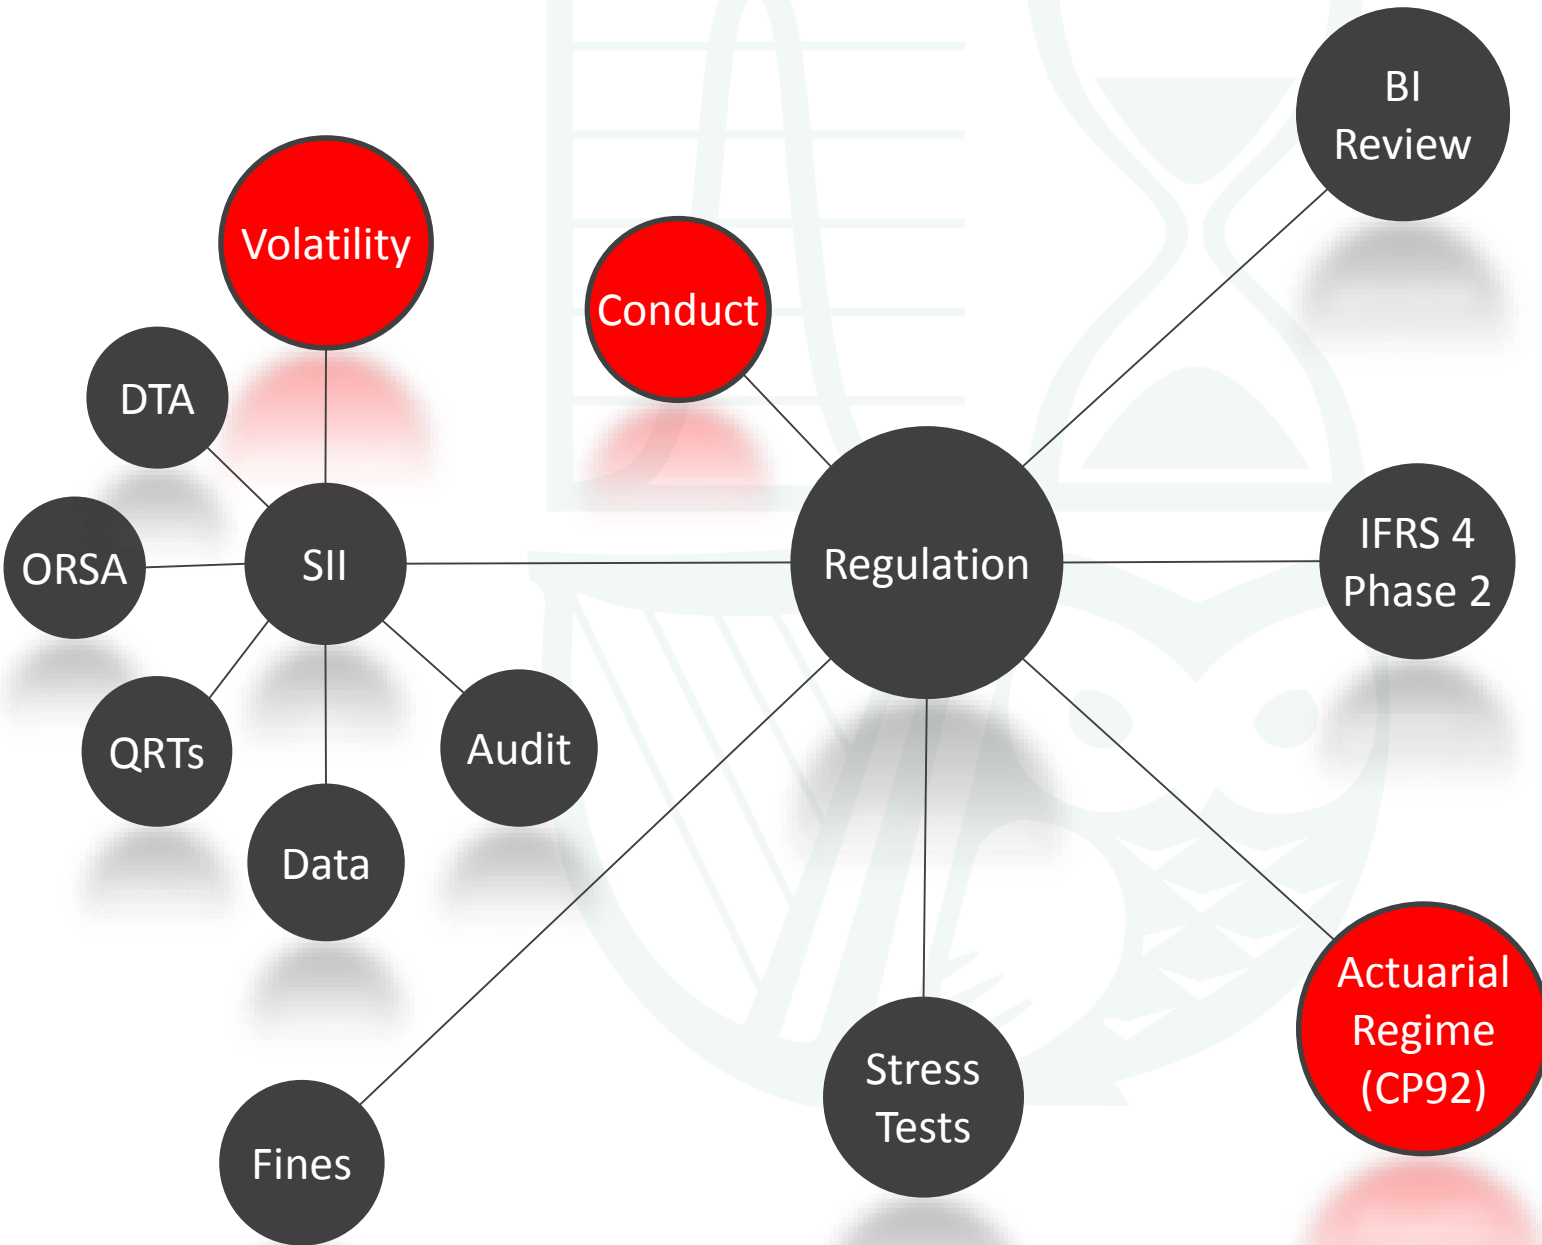 BI
Review
Volatility
Conduct
DTA
ORSA
SII
Regulation
IFRS 4
Phase 2
QRTs
Audit
Data
Actuarial
Regime
(CP92)
Stress
Tests
Fines